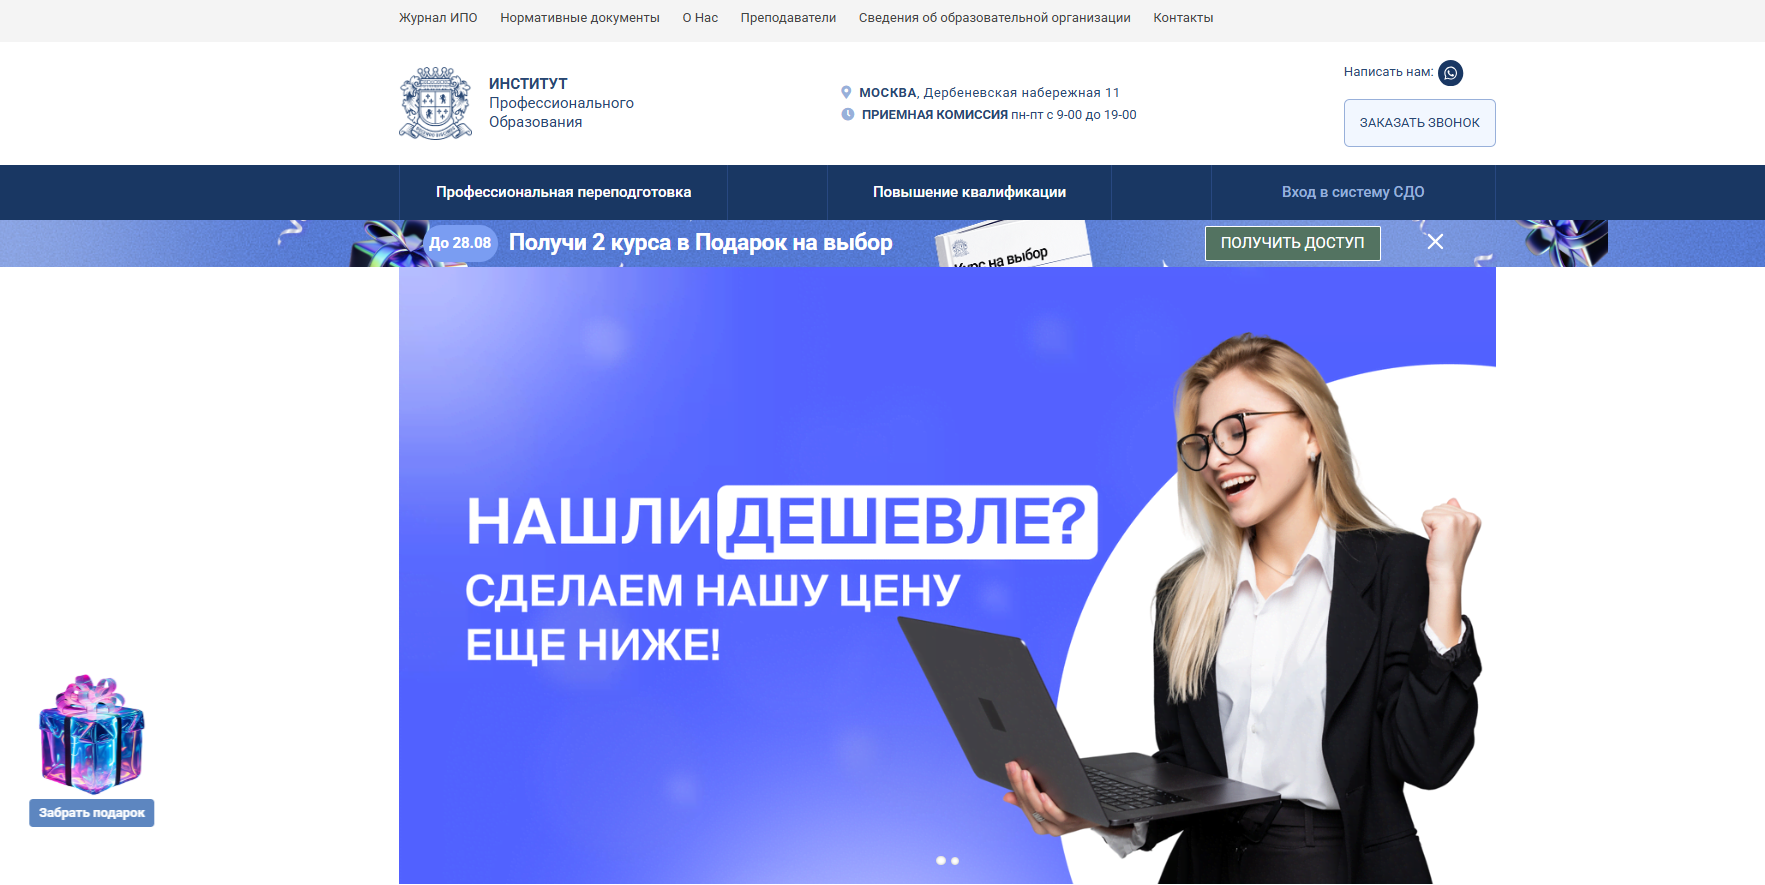 Журнал ИПО Нормативные документы О Нас Преподаватели Сведения об образовательной организации Контакты
ИНСТИТУТ
Профессионального
Образования
МОСКВА, Дербеневская набережная 11
ПРИЕМНАЯ КОМИССИЯ пн-пт с 9-00 до 19-00
Написать нам:
ЗАКАЗАТЬ ЗВОНОК
Профессиональная переподготовка Повышение квалификации Вход в систему СДО
До 28.08 Получи 2 курса в Подарок на выбор
Курс на выбор
ПОЛУЧИТЬ ДОСТУП
НАШЛИ ДЕШЕВЛЕ?
СДЕЛАЕМ НАШУ ЦЕНУ
ЕЩЕ НИЖЕ!
Забрать подарок